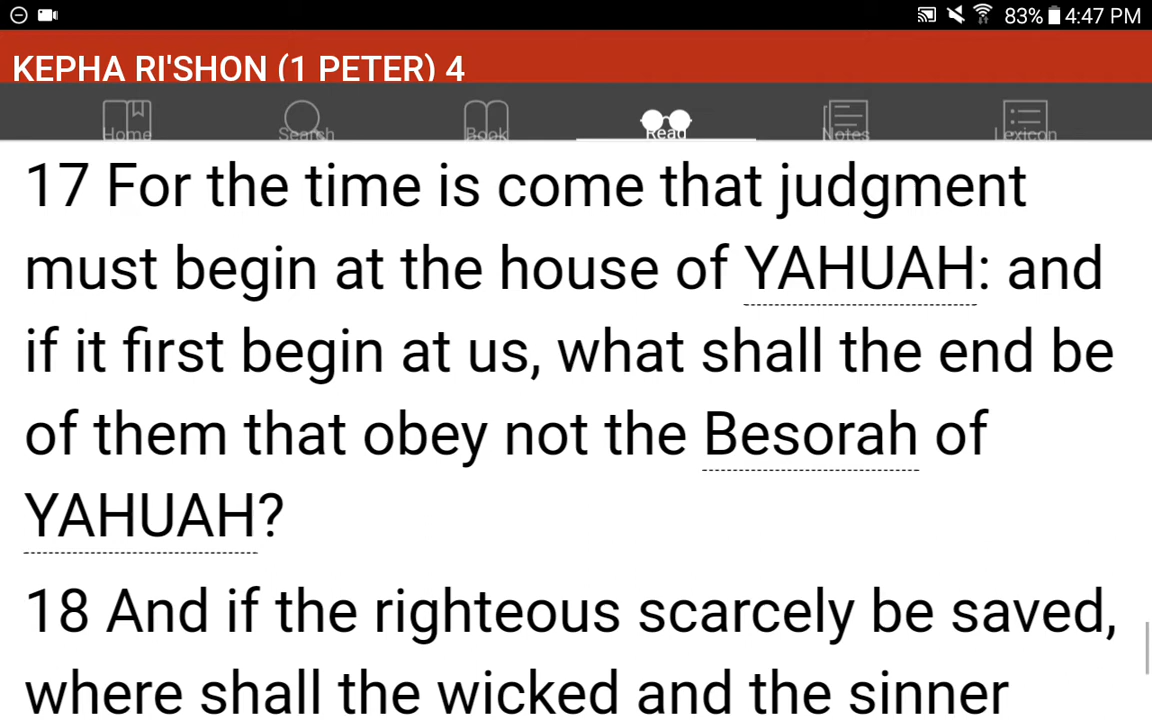 83% 4:47 PM
KEPHA RI'SHON (1 PETER) 4
Home Search Book Read Notes Lexicon
17 For the time is come that judgment
must begin at the house of YAHUAH: and
if it first begin at us, what shall the end be
of them that obey not the Besorah of
YAHUAH?
18 And if the righteous scarcely be saved,
where shall the wicked and the sinner